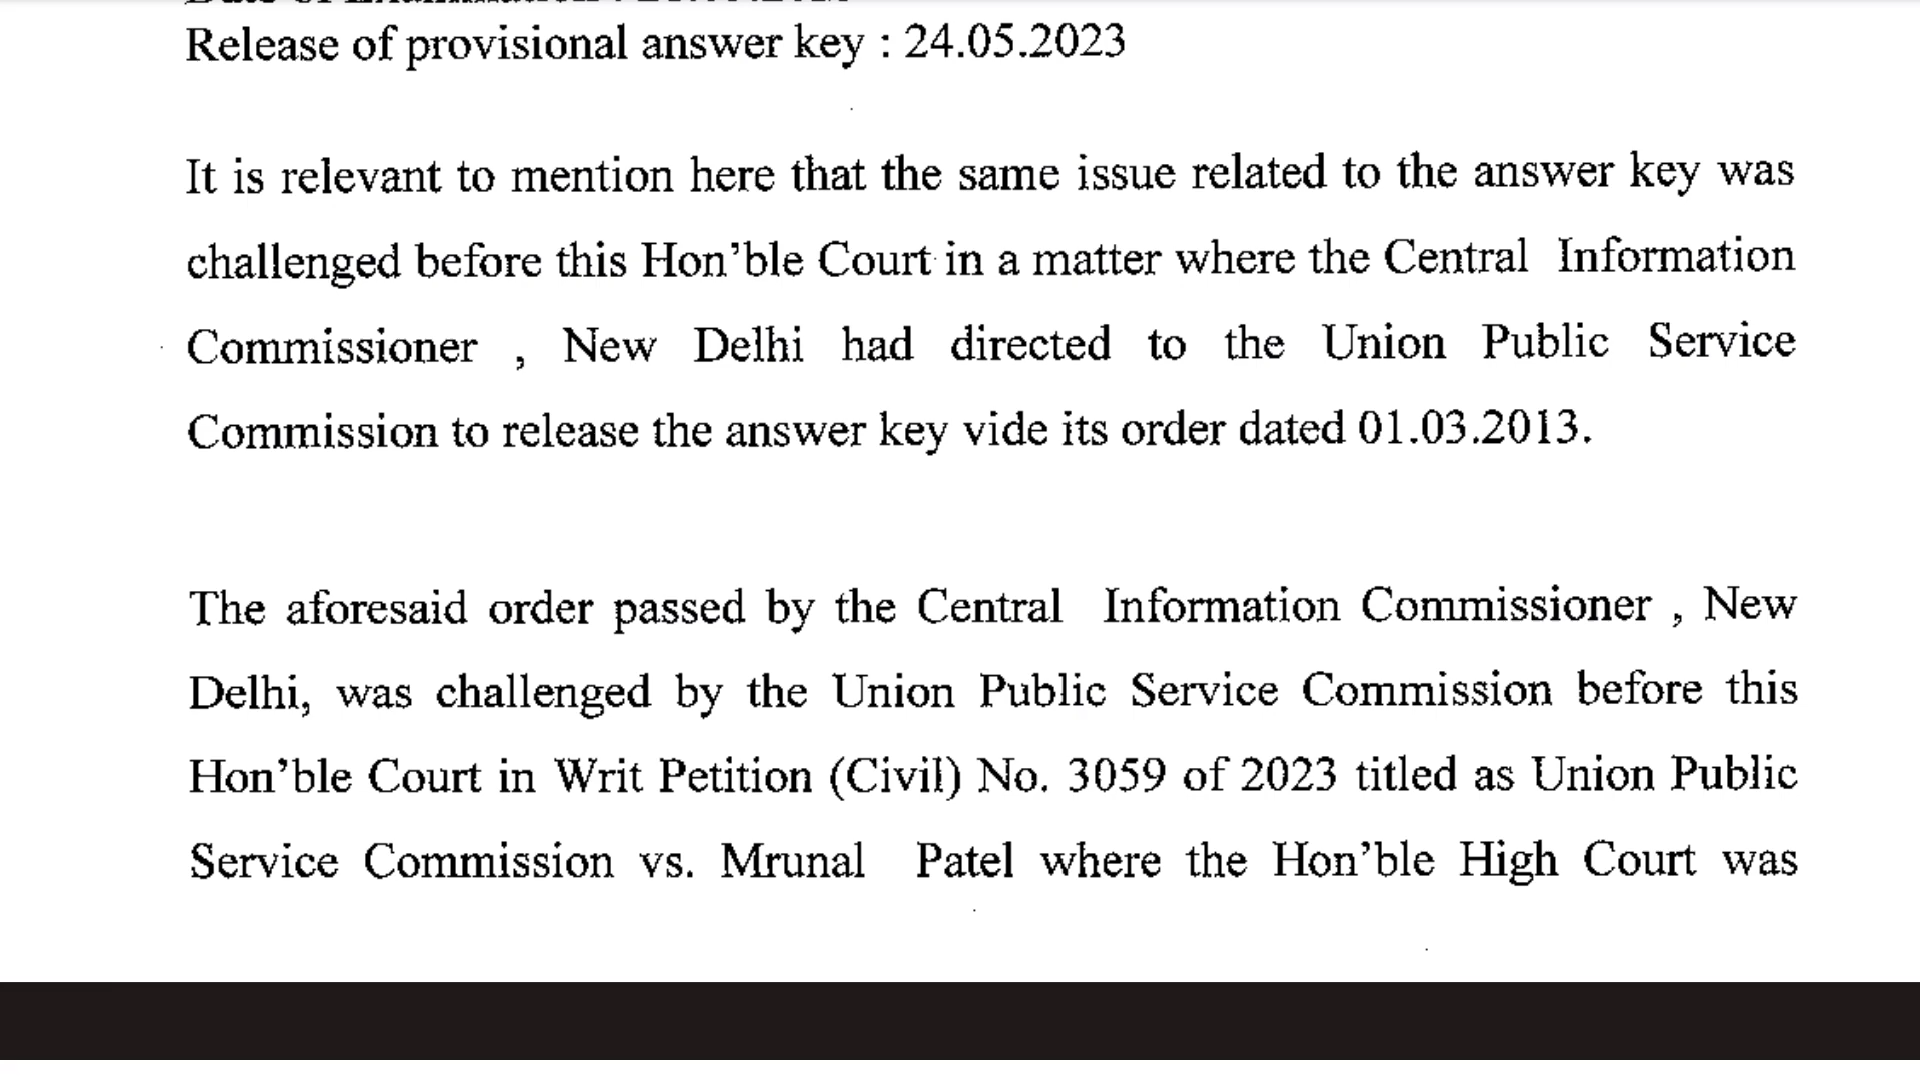 Release of provisional answer key : 24.05.2023
It is relevant to mention here that the same issue related to the answer key was
challenged before this Hon’ble Court in a matter where the Central Information
Commissioner , New Delhi had directed to the Union Public Service
Commission to release the answer key vide its order dated 01.03.2013.
The aforesaid order passed by the Central Information Commissioner , New
Delhi, was challenged by the Union Public Service Commission before this
Hon’ble Court in Writ Petition (Civil) No. 3059 of 2023 titled as Union Public
Service Commission vs. Mrunal Patel where the Hon’ble High Court was